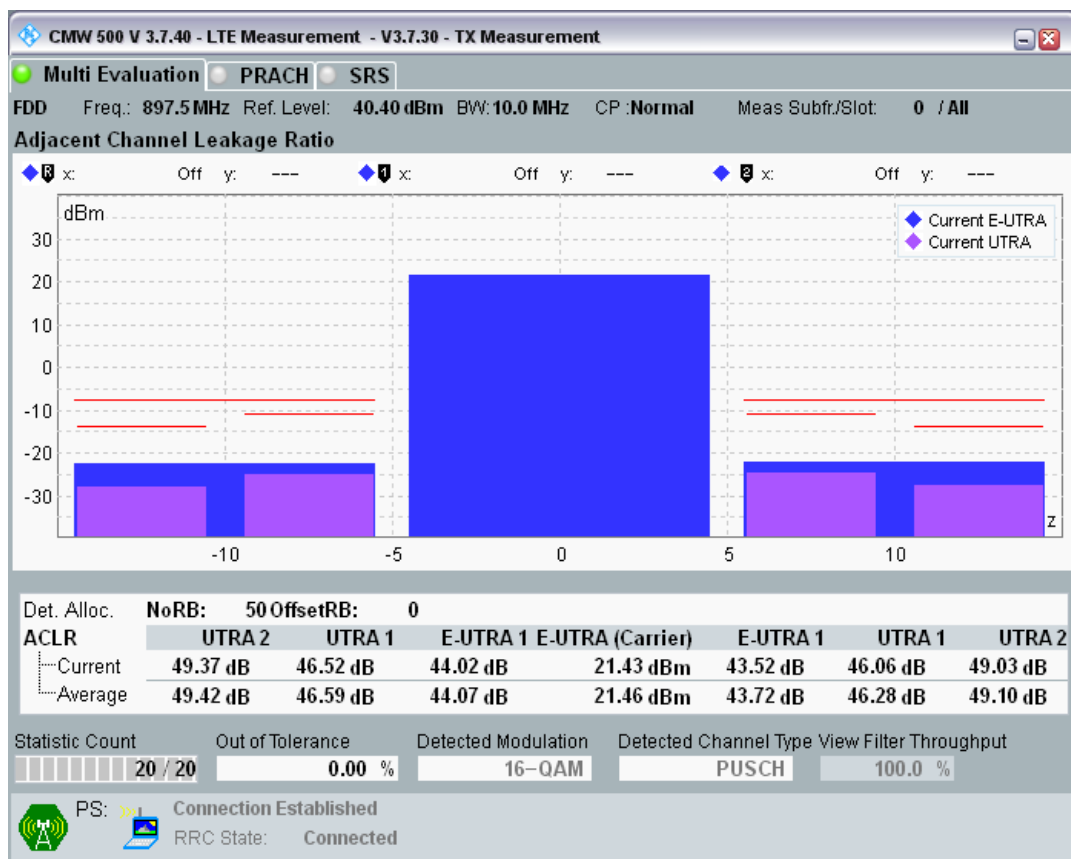 CMW 500 V 3.7.40 - LTE Measurement - V3.7.30 - TX Measurement
Multi Evaluation PRACH SRS
FDD Freq.: 897.5 MHz Ref. Level: 40.40 dBm BW: 10.0 MHz CP :Normal Meas Subfr./Slot: 0 / All
Adjacent Channel Leakage Ratio
R x: Off y: --- 1 x: Off y: --- 2 x: Off y: ---
dBm
Current E-UTRA
Current UTRA
30
20
10
0
-10
-20
-30
z
-10 -5 0 5 10
Det. Alloc. NoRB: 50 OffsetRB: 0
ACLR UTRA 2 UTRA 1 E-UTRA 1 E-UTRA (Carrier) E-UTRA 1 UTRA 1 UTRA 2
Current 49.37 dB 46.52 dB 44.02 dB 21.43 dBm 43.52 dB 46.06 dB 49.03 dB
Average 49.42 dB 46.59 dB 44.07 dB 21.46 dBm 43.72 dB 46.28 dB 49.10 dB
Statistic Count Out of Tolerance Detected Modulation Detected Channel Type View Filter Throughput
20 / 20 0.00 % 16-QAM PUSCH 100.0 %
PS: Connection Established
RRC State: Connected